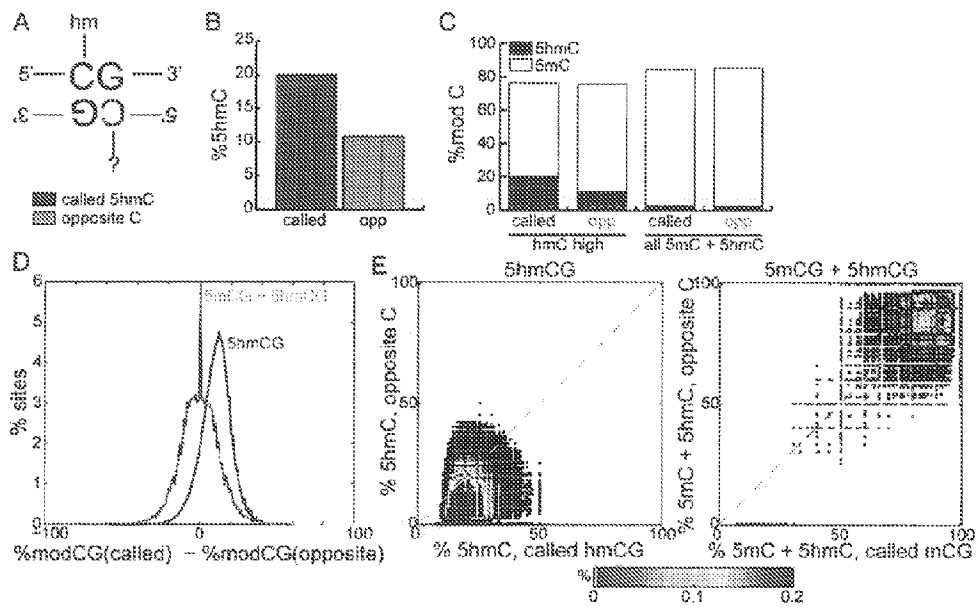 A
hm
5' CG 3'
3' GC 5'
?
called 5hmC
opposite C
B
%5hmC
25
20
15
10
5
0
called opp
C
%mod C
100
80
60
40
20
0
5hmC
5mC
called opp called opp
hmC high all 5mC + 5hmC
D
% sites
6
5
4
3
2
1
0
5mCG + 5hmCG
5hmCG
-100 0 100
%modCG(called) - %modCG(opposite)
E
5hmCG
% 5hmC, opposite C
100
50
0
0 50 100
% 5hmC, called hmCG
5mCG + 5hmCG
% 5mC + 5hmC, opposite C
100
50
0
0 50 100
% 5mC + 5hmC, called mCG
%
0 0.1 0.2